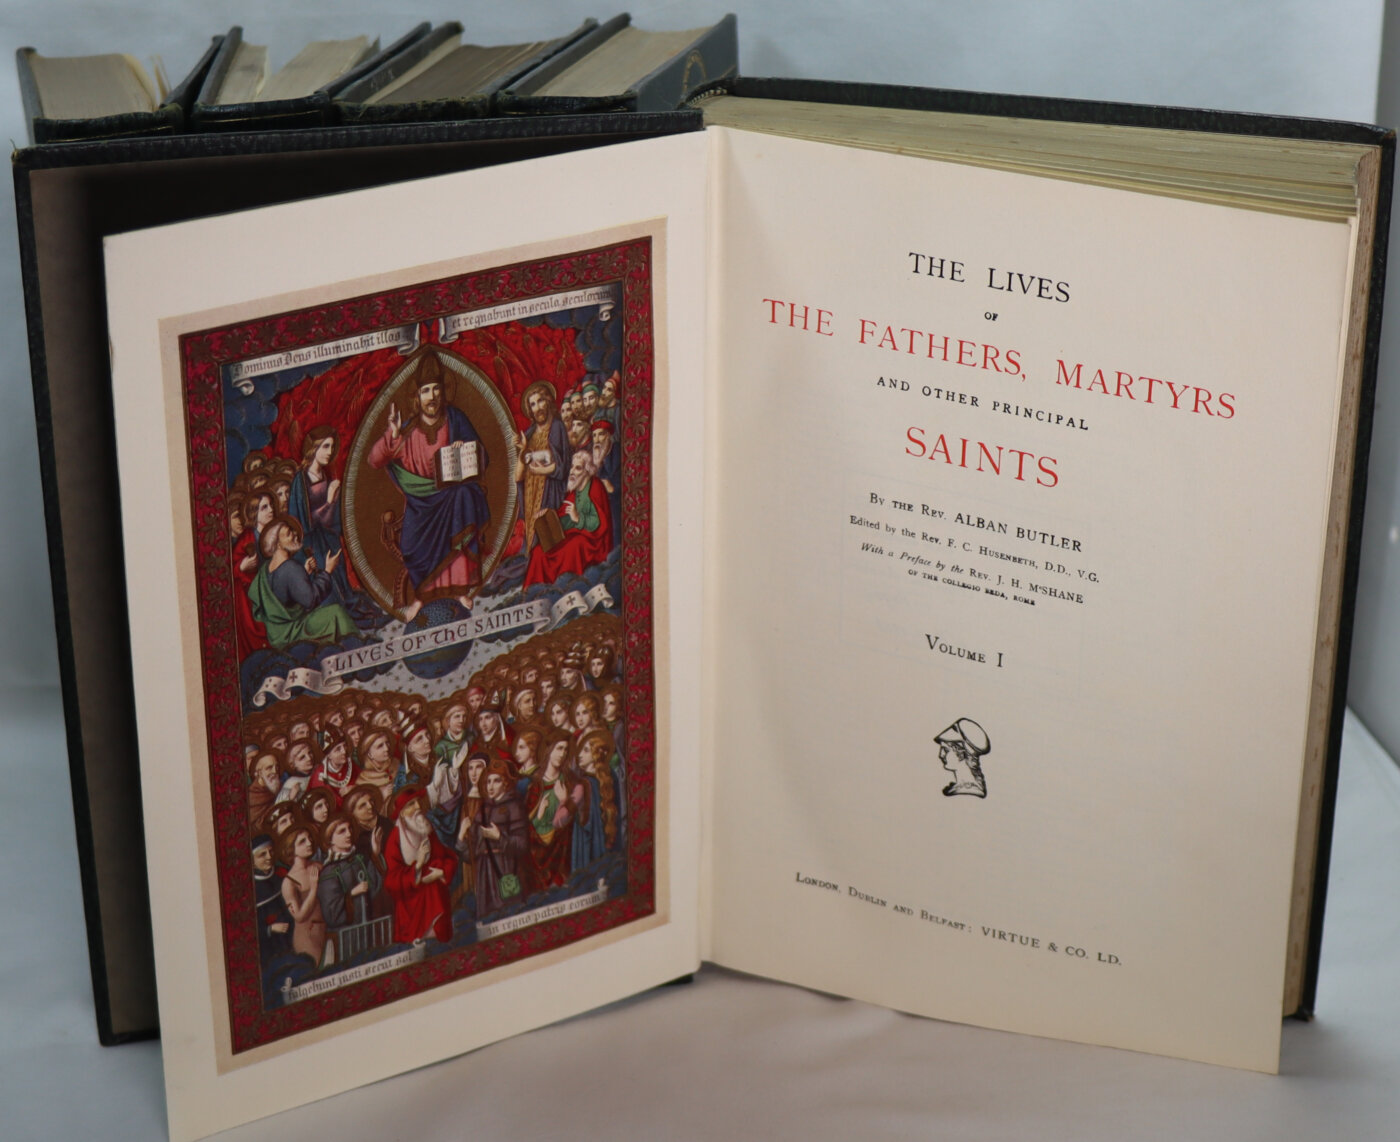 Dominus Deus illuminabit illos
et regnabunt in secula seculorum
LIVES OF THE SAINTS
fulgebunt justi sicut sol
in regno patris eorum
THE LIVES
OF
THE FATHERS, MARTYRS
AND OTHER PRINCIPAL
SAINTS
BY THE REV. ALBAN BUTLER
Edited by the Rev. F. C. HUSENBETH, D.D., V.G.
With a Preface by the REV. J. H. McSHANE
OF THE COLLEGIO BEDA, ROME
VOLUME I
LONDON, DUBLIN AND BELFAST: VIRTUE & CO. LD.